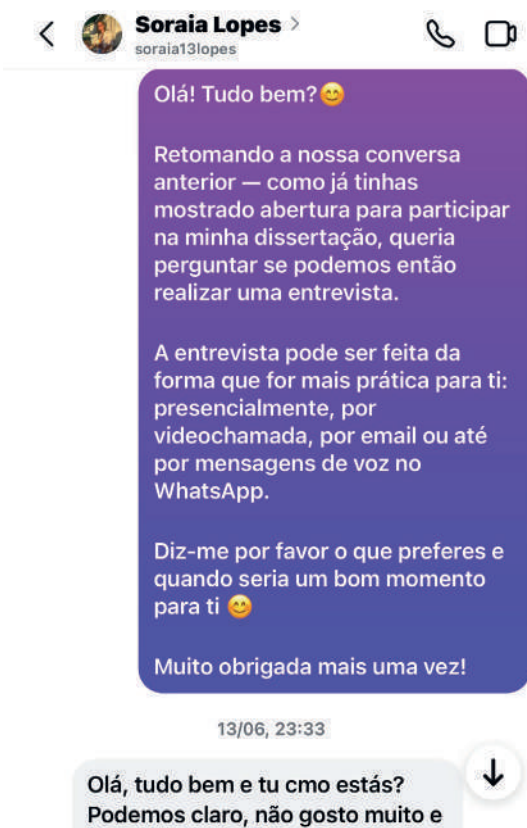 Soraia Lopes
soraia13lopes
Olá! Tudo bem?😊
Retomando a nossa conversa
anterior — como já tinhas
mostrado abertura para participar
na minha dissertação, queria
perguntar se podemos então
realizar uma entrevista.
A entrevista pode ser feita da
forma que for mais prática para ti:
presencialmente, por
videochamada, por email ou até
por mensagens de voz no
WhatsApp.
Diz-me por favor o que preferes e
quando seria um bom momento
para ti 😊
Muito obrigada mais uma vez!
13/06, 23:33
Olá, tudo bem e tu cmo estás?
Podemos claro, não gosto muito e